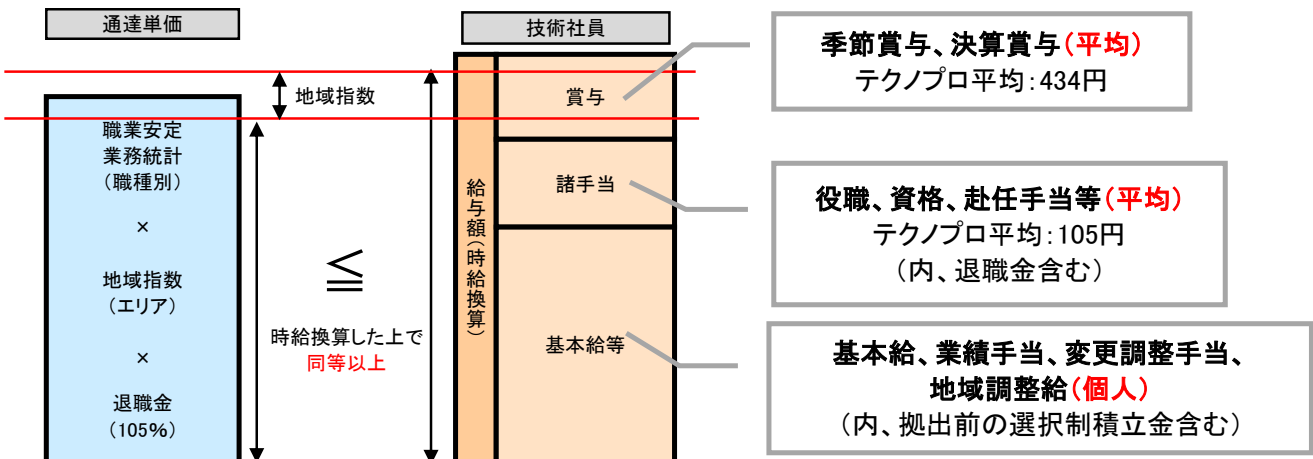 通達単価
技術社員
地域指数
職業安定
業務統計
(職種別)
×
地域指数
(エリア)
×
退職金
(105%)
≦
時給換算した上で
同等以上
給与額(時給換算)
賞与
諸手当
基本給等
季節賞与、決算賞与(平均)
テクノプロ平均:434円
役職、資格、赴任手当等(平均)
テクノプロ平均:105円
(内、退職金含む)
基本給、業績手当、変更調整手当、
地域調整給(個人)
(内、拠出前の選択制積立金含む)